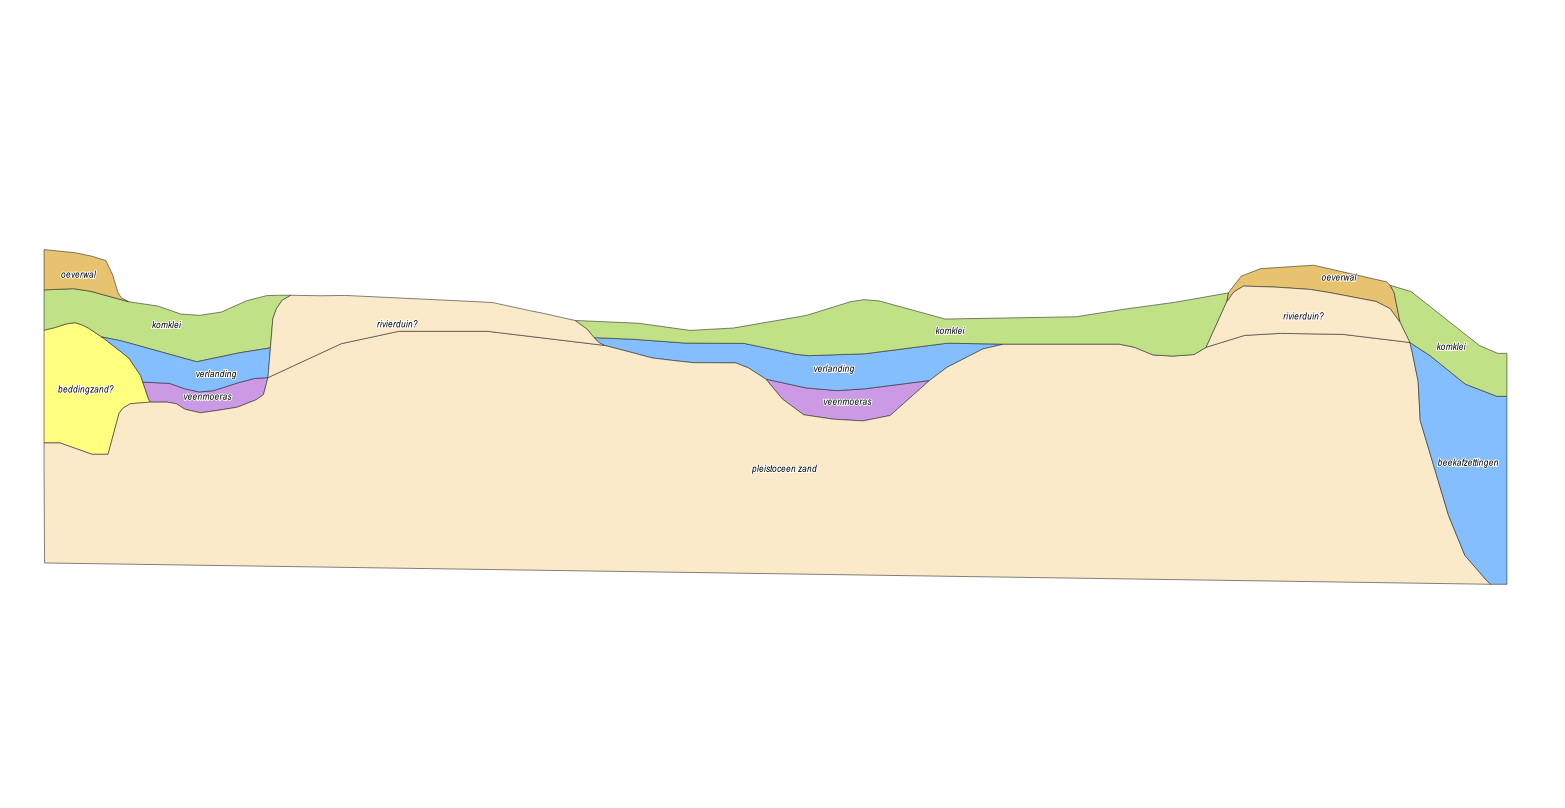 oeverwal
oeverwal
rivierduin?
komklei
rivierduin?
komklei
komklei
verlanding
verlanding
beddingzand?
veenmoeras
veenmoeras
beekafzettingen
pleistoceen zand